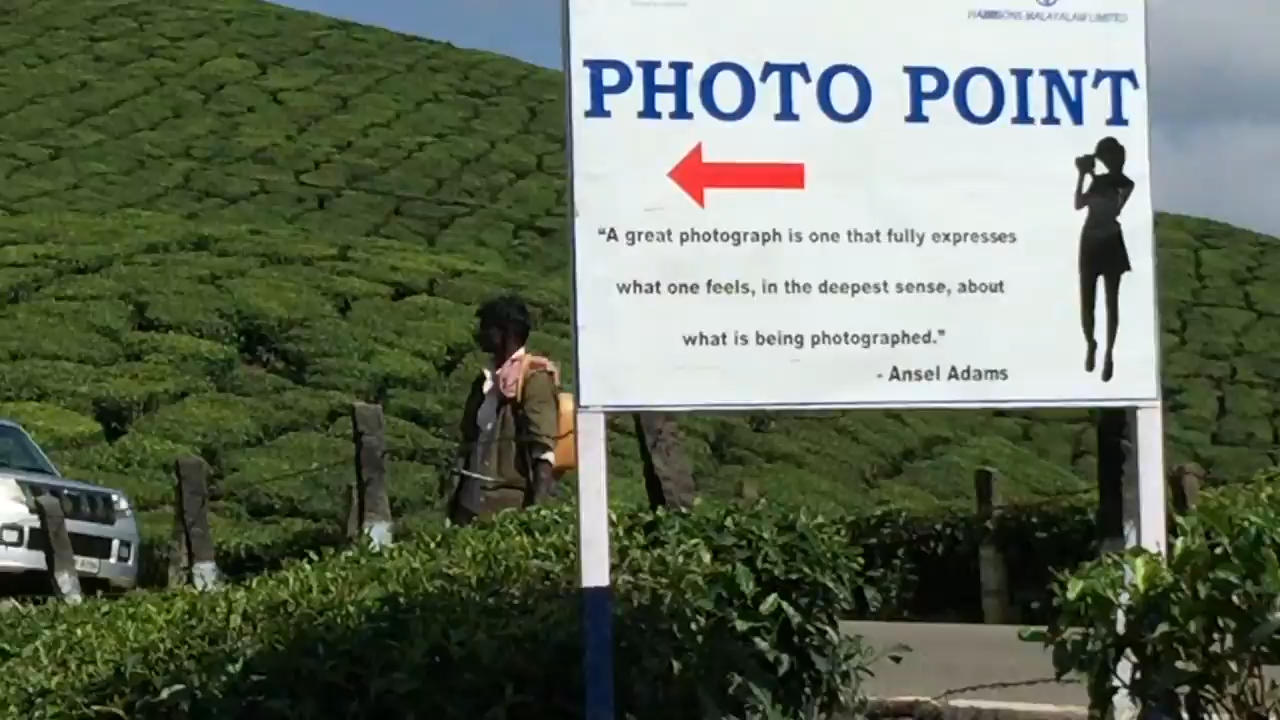 HARRISONS MALAYALAM LIMITED
PHOTO POINT
"A great photograph is one that fully expresses
what one feels, in the deepest sense, about
what is being photographed."
- Ansel Adams